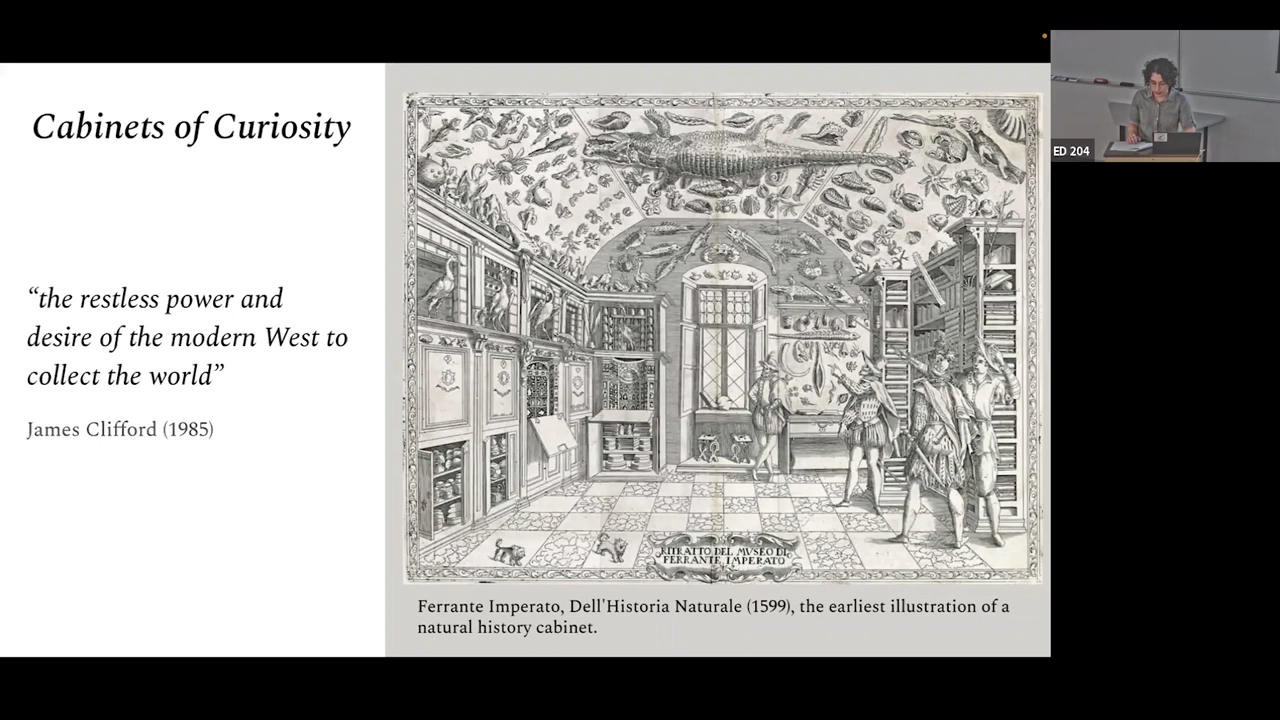 Cabinets of Curiosity
“the restless power and
desire of the modern West to
collect the world”
James Clifford (1985)
RITRATTO DEL MVSEO DI
FERRANTE IMPERATO
Ferrante Imperato, Dell'Historia Naturale (1599), the earliest illustration of a
natural history cabinet.
ED 204